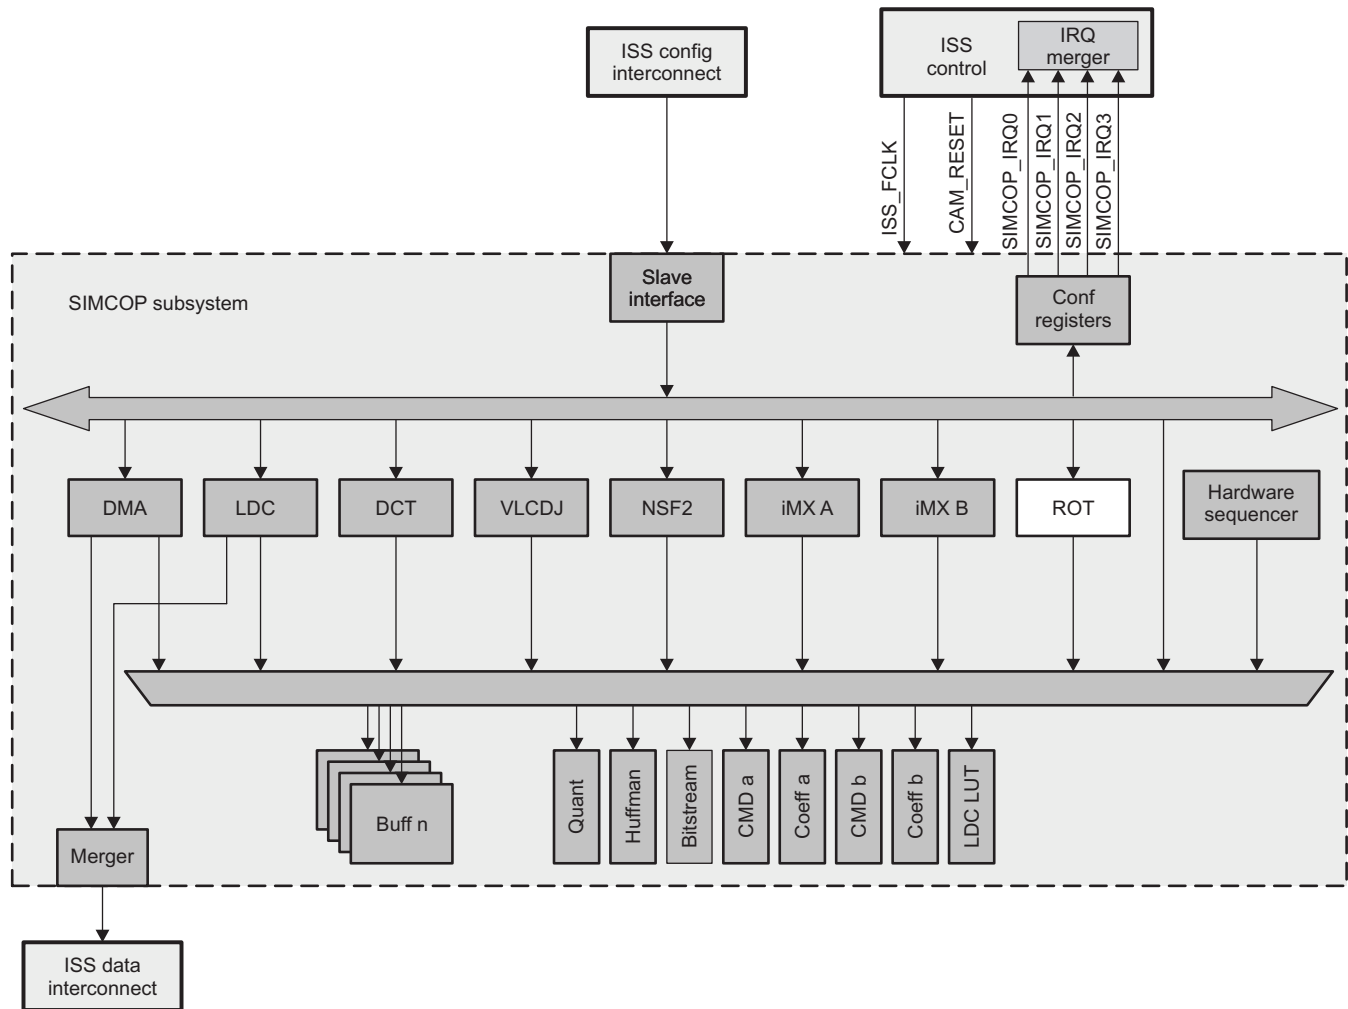 ISS config
interconnect
ISS
control
IRQ
merger
ISS_FCLK
CAM_RESET
SIMCOP_IRQ0
SIMCOP_IRQ1
SIMCOP_IRQ2
SIMCOP_IRQ3
SIMCOP subsystem
Slave
interface
Conf
registers
DMA
LDC
DCT
VLCDJ
NSF2
iMX A
iMX B
ROT
Hardware
sequencer
Merger
Buff n
Quant
Huffman
Bitstream
CMD a
Coeff a
CMD b
Coeff b
LDC LUT
ISS data
interconnect